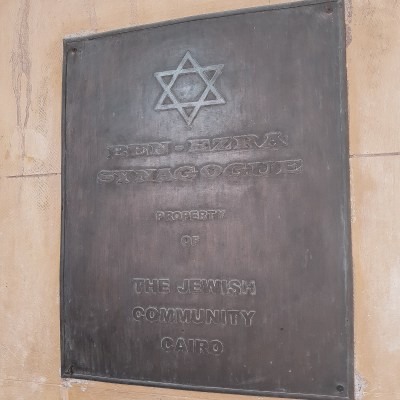 BEN-EZRA
SYNAGOGUE
PROPERTY
OF
THE JEWISH
COMMUNITY
CAIRO